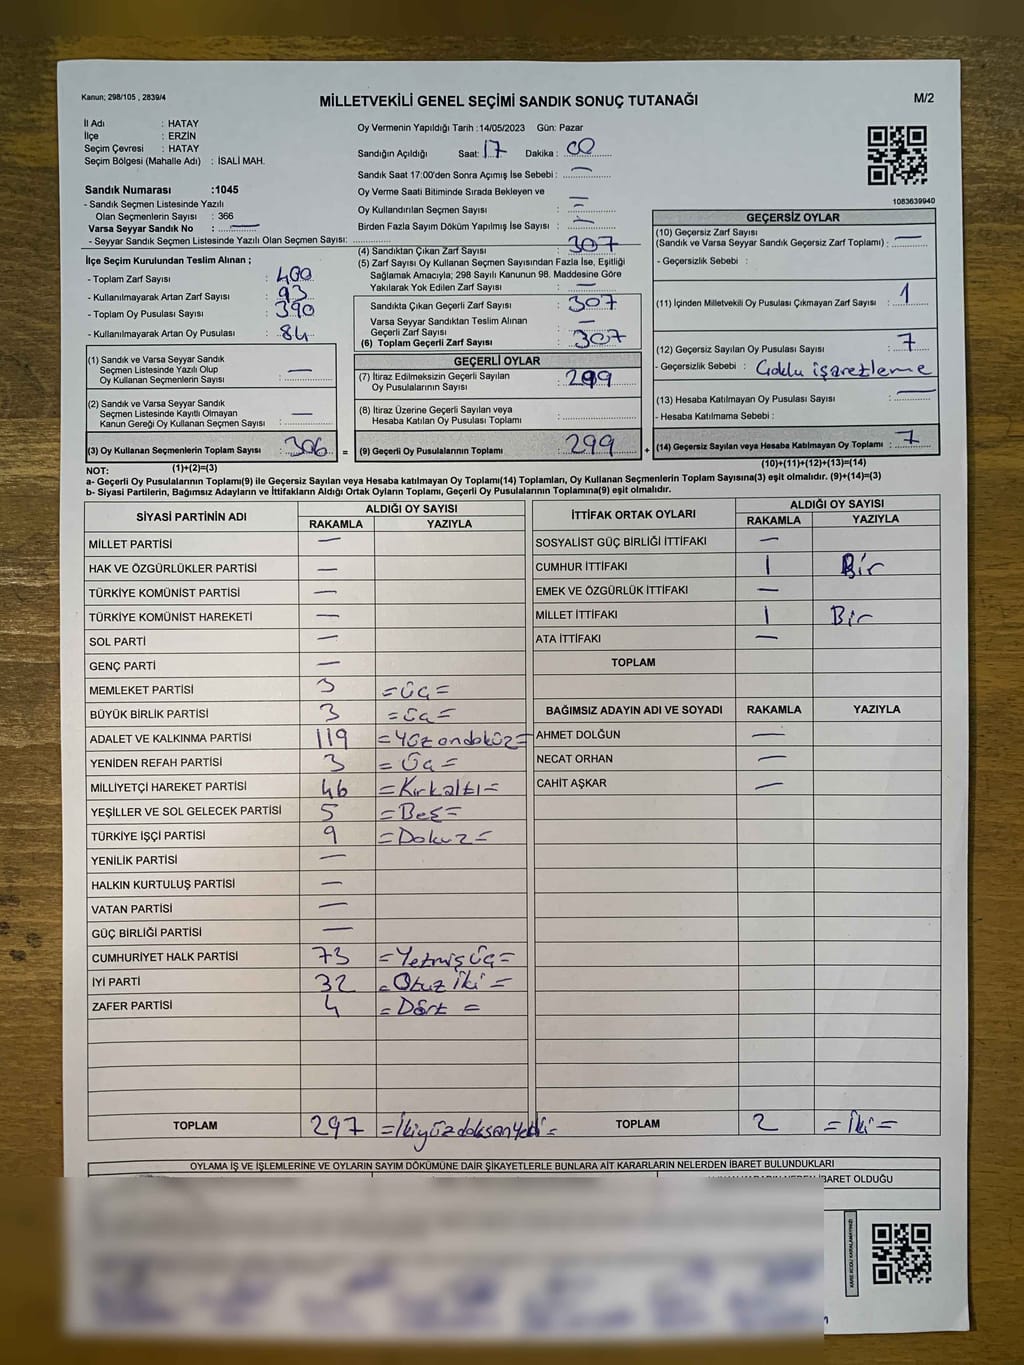 Kanun; 298/105 , 2839/4
MİLLETVEKİLİ GENEL SEÇİMİ SANDIK SONUÇ TUTANAĞI
M/2
İl Adı : HATAY
İlçe : ERZİN
Seçim Çevresi : HATAY
Seçim Bölgesi (Mahalle Adı) : İSALİ MAH.
Sandık Numarası :1045
- Sandık Seçmen Listesinde Yazılı
Olan Seçmenlerin Sayısı : 366
Varsa Seyyar Sandık No : —
- Seyyar Sandık Seçmen Listesinde Yazılı Olan Seçmen Sayısı:
Oy Vermenin Yapıldığı Tarih :14/05/2023 Gün: Pazar
Sandığın Açıldığı Saat: 17 Dakika : 00
Sandık Saat 17:00'den Sonra Açımış İse Sebebi : —
Oy Verme Saati Bitiminde Sırada Bekleyen ve
Oy Kullandırılan Seçmen Sayısı : —
Birden Fazla Sayım Döküm Yapılmış İse Sayısı : —
1083639940
İlçe Seçim Kurulundan Teslim Alınan ;
- Toplam Zarf Sayısı : 400
- Kullanılmayarak Artan Zarf Sayısı : 93
- Toplam Oy Pusulası Sayısı : 390
- Kullanılmayarak Artan Oy Pusulası : 84
(1) Sandık ve Varsa Seyyar Sandık
Seçmen Listesinde Yazılı Olup
Oy Kullanan Seçmenlerin Sayısı : —
(2) Sandık ve Varsa Seyyar Sandık
Seçmen Listesinde Kayıtlı Olmayan
Kanun Gereği Oy Kullanan Seçmen Sayısı : —
(3) Oy Kullanan Seçmenlerin Toplam Sayısı : 306 =
(1)+(2)=(3)
(4) Sandıktan Çıkan Zarf Sayısı : 307
(5) Zarf Sayısı Oy Kullanan Seçmen Sayısından Fazla İse, Eşitliği
Sağlamak Amacıyla; 298 Sayılı Kanunun 98. Maddesine Göre
Yakılarak Yok Edilen Zarf Sayısı : —
Sandıkta Çıkan Geçerli Zarf Sayısı : 307
Varsa Seyyar Sandıktan Teslim Alınan
Geçerli Zarf Sayısı : —
(6) Toplam Geçerli Zarf Sayısı : 307
GEÇERLİ OYLAR
(7) İtiraz Edilmeksizin Geçerli Sayılan
Oy Pusulalarının Sayısı : 299
(8) İtiraz Üzerine Geçerli Sayılan veya
Hesaba Katılan Oy Pusulası Toplamı :
(9) Geçerli Oy Pusulalarının Toplamı : 299 +
GEÇERSİZ OYLAR
(10) Geçersiz Zarf Sayısı
(Sandık ve Varsa Seyyar Sandık Geçersiz Zarf Toplamı) : —
- Geçersizlik Sebebi :
(11) İçinden Milletvekili Oy Pusulası Çıkmayan Zarf Sayısı : 1
(12) Geçersiz Sayılan Oy Pusulası Sayısı : 7
- Geçersizlik Sebebi : Çoklu işaretleme
(13) Hesaba Katılmayan Oy Pusulası Sayısı : —
- Hesaba Katılmama Sebebi :
(14) Geçersiz Sayılan veya Hesaba Katılmayan Oy Toplamı : 7
(10)+(11)+(12)+(13)=(14)
NOT:
a- Geçerli Oy Pusulalarının Toplamı(9) ile Geçersiz Sayılan veya Hesaba katılmayan Oy Toplamı(14) Toplamları, Oy Kullanan Seçmenlerin Toplam Sayısına(3) eşit olmalıdır. (9)+(14)=(3)
b- Siyasi Partilerin, Bağımsız Adayların ve İttifakların Aldığı Ortak Oyların Toplamı, Geçerli Oy Pusulalarının Toplamına(9) eşit olmalıdır.
SİYASİ PARTİNİN ADI ALDIĞI OY SAYISI
RAKAMLA YAZIYLA
MİLLET PARTİSİ —
HAK VE ÖZGÜRLÜKLER PARTİSİ —
TÜRKİYE KOMÜNİST PARTİSİ —
TÜRKİYE KOMÜNİST HAREKETİ —
SOL PARTİ —
GENÇ PARTİ —
MEMLEKET PARTİSİ 3 =Üç=
BÜYÜK BİRLİK PARTİSİ 3 =Üç=
ADALET VE KALKINMA PARTİSİ 119 =Yüz ondokuz=
YENİDEN REFAH PARTİSİ 3 =Üç=
MİLLİYETÇİ HAREKET PARTİSİ 46 =Kırkaltı=
YEŞİLLER VE SOL GELECEK PARTİSİ 5 =Beş=
TÜRKİYE İŞÇİ PARTİSİ 9 =Dokuz=
YENİLİK PARTİSİ —
HALKIN KURTULUŞ PARTİSİ —
VATAN PARTİSİ —
GÜÇ BİRLİĞİ PARTİSİ —
CUMHURİYET HALK PARTİSİ 73 =Yetmişüç=
İYİ PARTİ 32 =Otuz iki=
ZAFER PARTİSİ 4 =Dört=
TOPLAM 297 =İkiyüzdoksanyedi=
İTTİFAK ORTAK OYLARI ALDIĞI OY SAYISI
RAKAMLA YAZIYLA
SOSYALİST GÜÇ BİRLİĞİ İTTİFAKI —
CUMHUR İTTİFAKI 1 Bir
EMEK VE ÖZGÜRLÜK İTTİFAKI —
MİLLET İTTİFAKI 1 Bir
ATA İTTİFAKI —
TOPLAM
BAĞIMSIZ ADAYIN ADI VE SOYADI RAKAMLA YAZIYLA
AHMET DOLĞUN —
NECAT ORHAN —
CAHİT AŞKAR —
TOPLAM 2 =İki=
OYLAMA İŞ VE İŞLEMLERİNE VE OYLARIN SAYIM DÖKÜMÜNE DAİR ŞİKAYETLERLE BUNLARA AİT KARARLARIN NELERDEN İBARET BULUNDUKLARI
İBARET OLDUĞU